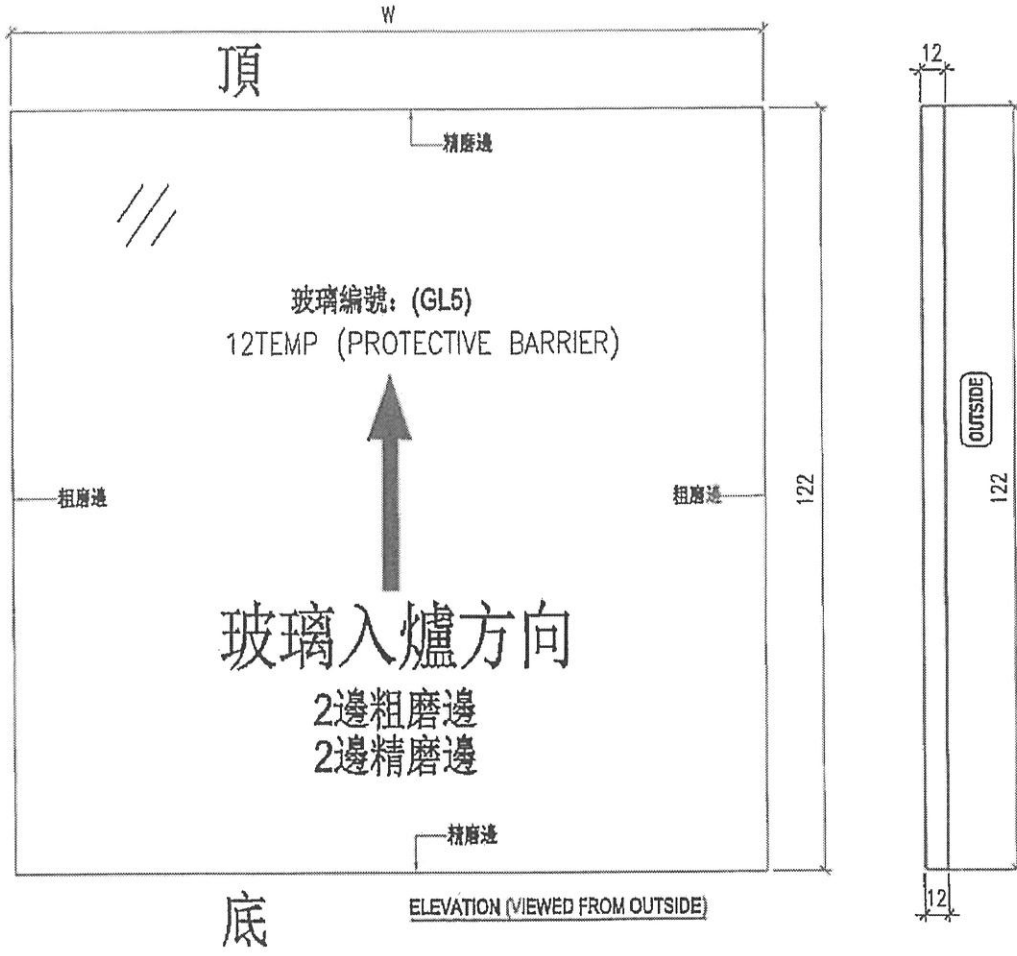 W
頂
12
精磨邊
玻璃編號: (GL5)
12TEMP (PROTECTIVE BARRIER)
OUTSIDE
粗磨邊
粗磨邊
122
122
玻璃入爐方向
2邊粗磨邊
2邊精磨邊
精磨邊
底
ELEVATION (VIEWED FROM OUTSIDE)
12